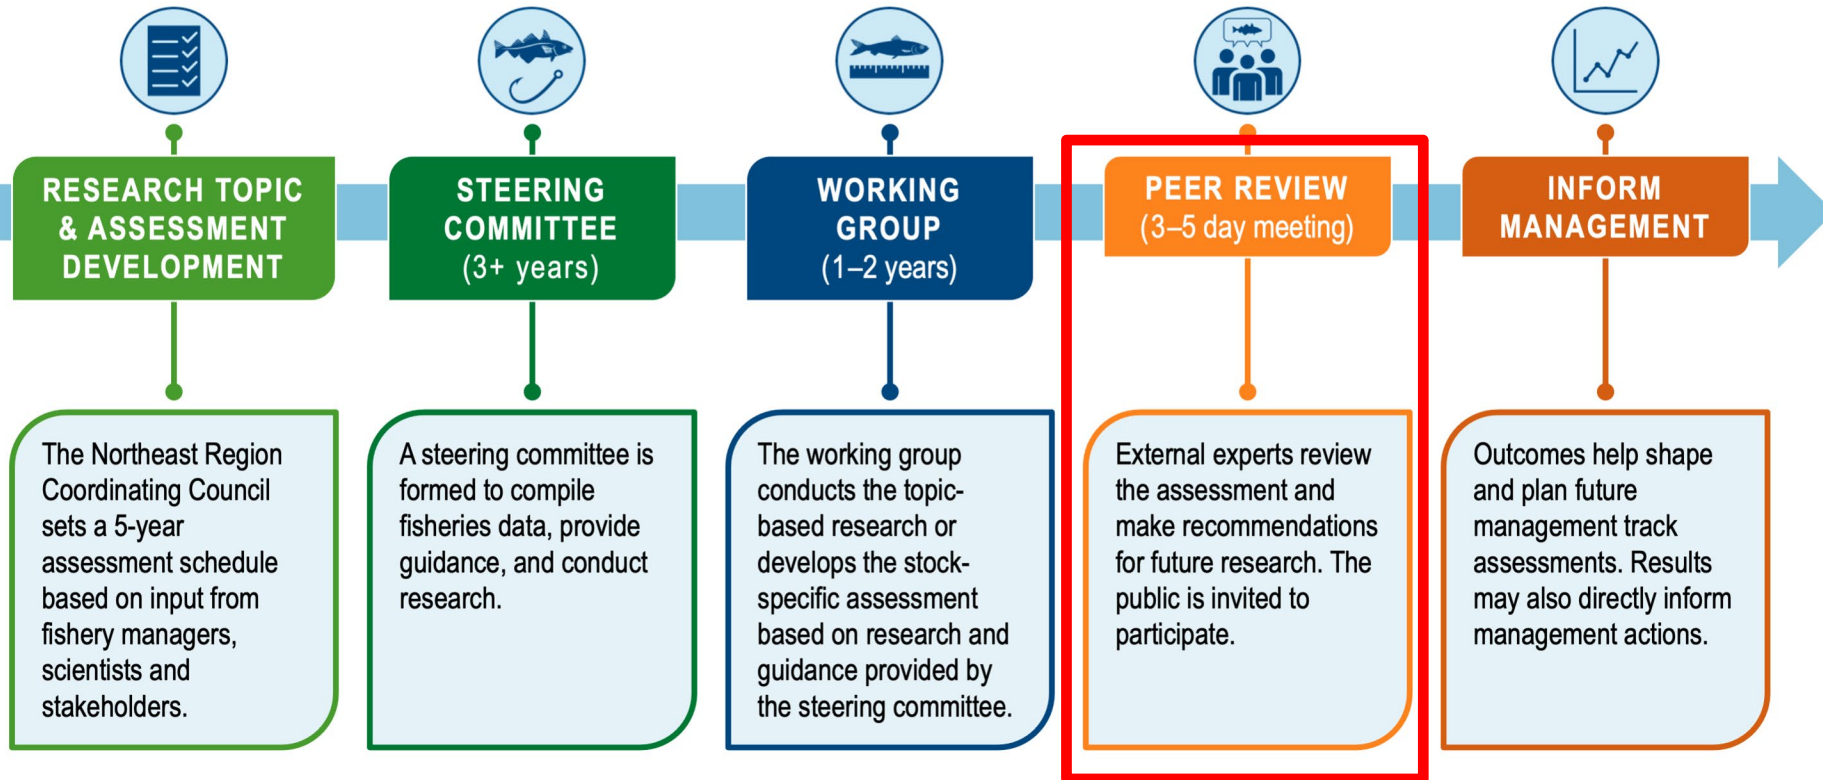 RESEARCH TOPIC
& ASSESSMENT
DEVELOPMENT
The Northeast Region
Coordinating Council
sets a 5-year
assessment schedule
based on input from
fishery managers,
scientists and
stakeholders.
STEERING
COMMITTEE
(3+ years)
A steering committee is
formed to compile
fisheries data, provide
guidance, and conduct
research.
WORKING
GROUP
(1–2 years)
The working group
conducts the topic-
based research or
develops the stock-
specific assessment
based on research and
guidance provided by
the steering committee.
PEER REVIEW
(3–5 day meeting)
External experts review
the assessment and
make recommendations
for future research. The
public is invited to
participate.
INFORM
MANAGEMENT
Outcomes help shape
and plan future
management track
assessments. Results
may also directly inform
management actions.